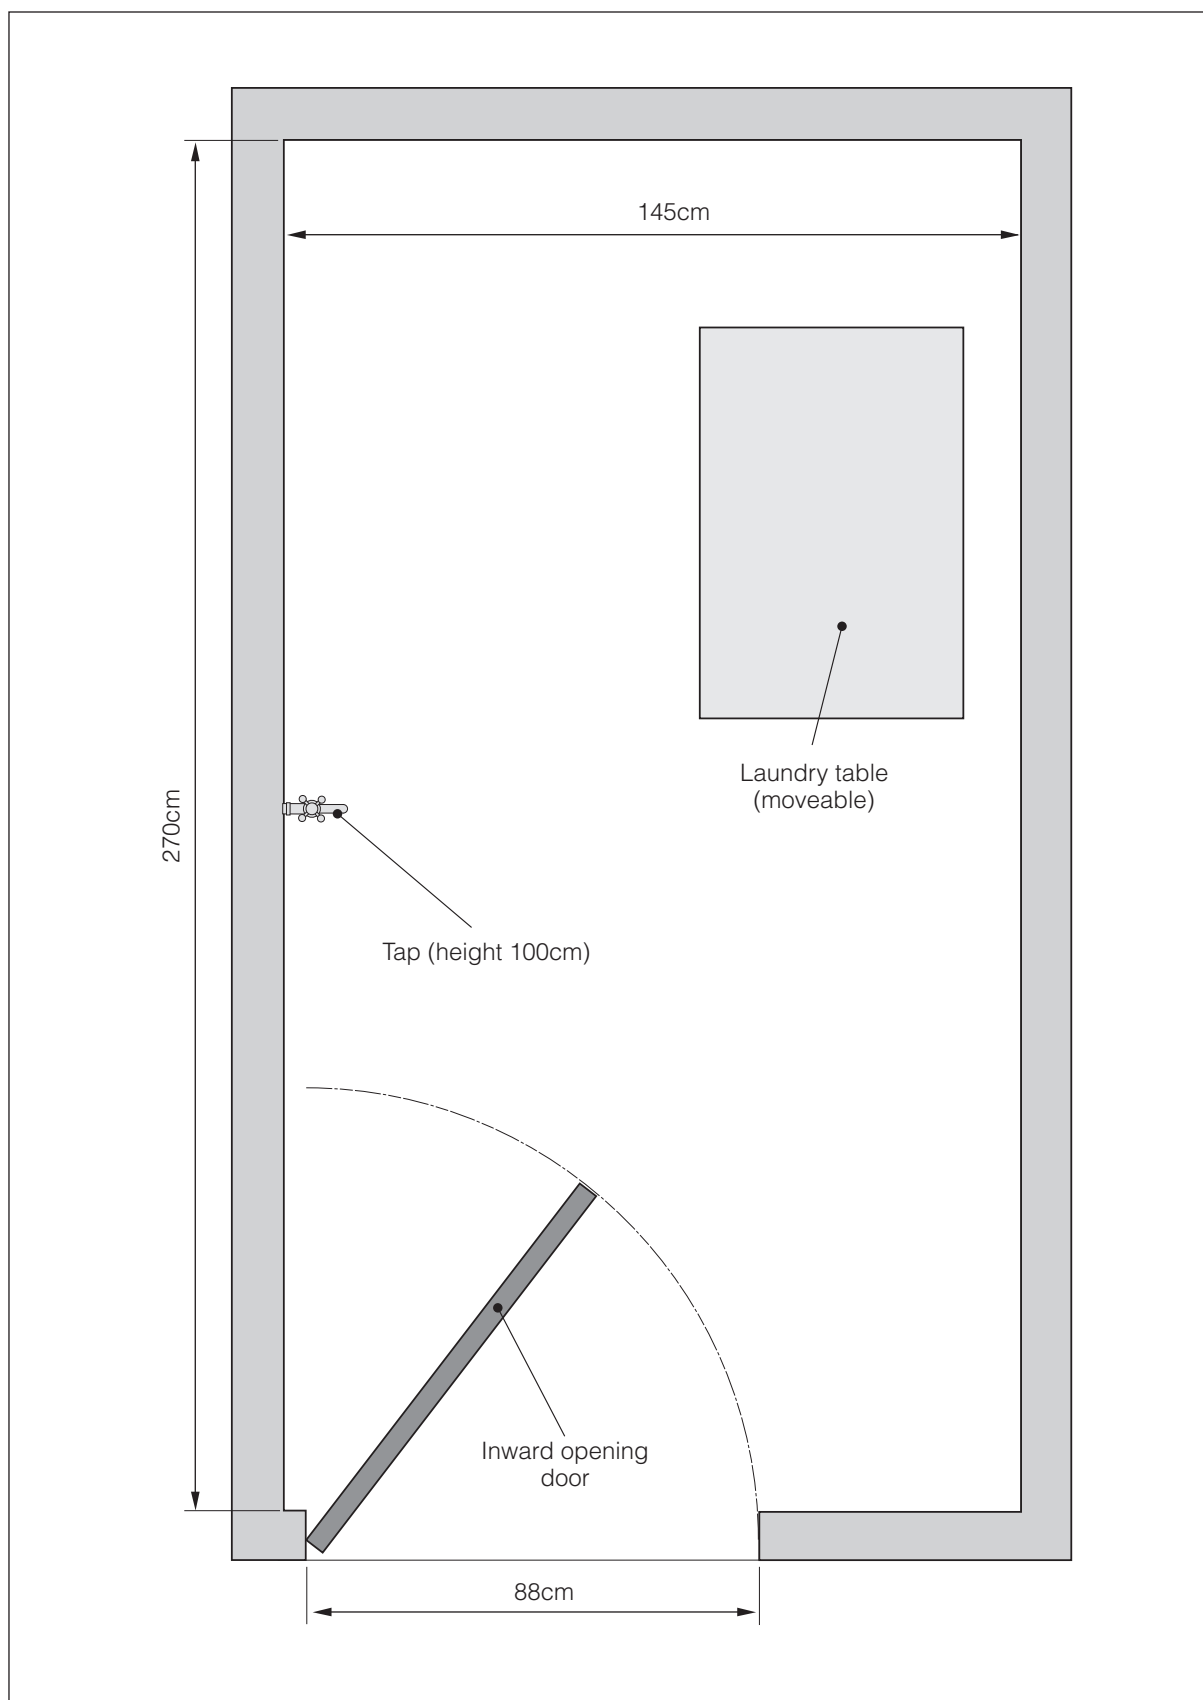 145cm
Laundry table
(moveable)
270cm
Tap (height 100cm)
Inward opening
door
88cm